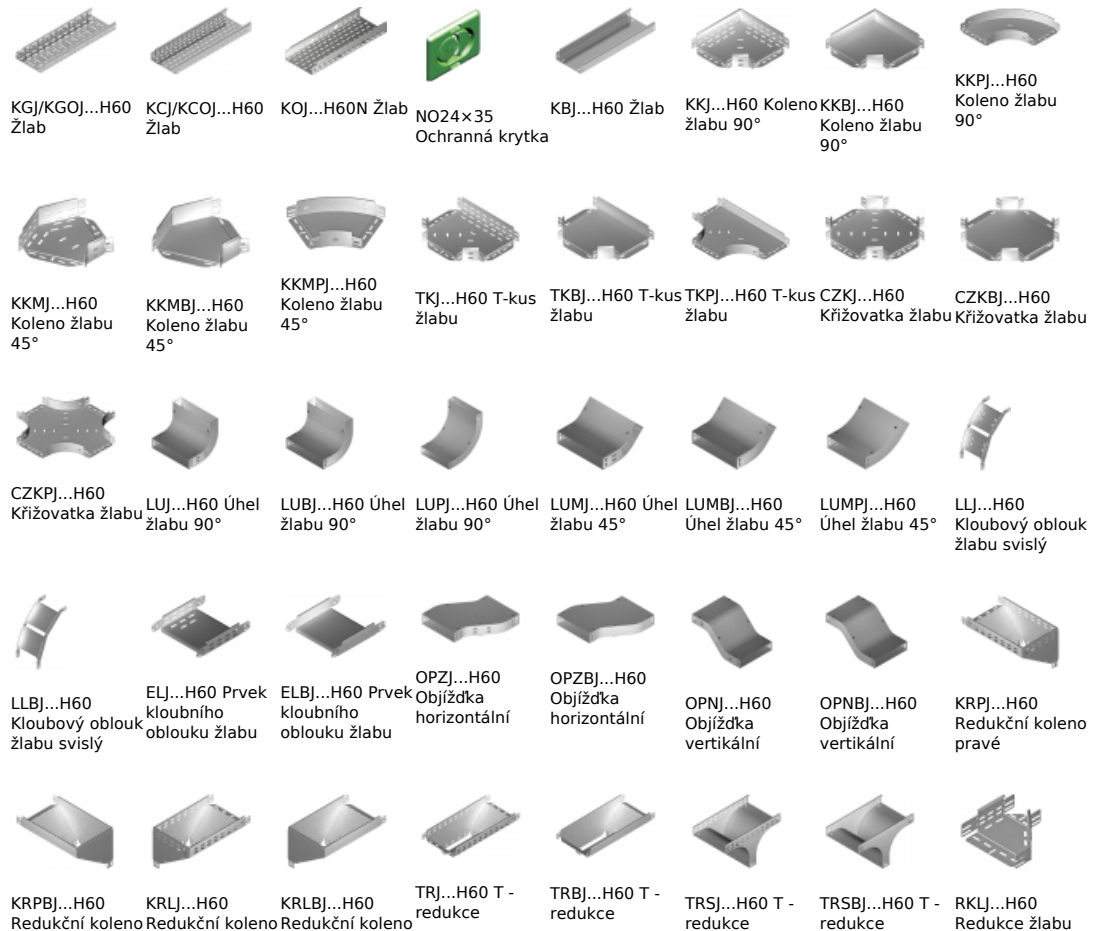 KGJ/KGOJ...H60
Žlab
KCJ/KCOJ...H60
Žlab
KOJ...H60N Žlab
NO24×35
Ochranná krytka
KBJ...H60 Žlab
KKJ...H60 Koleno
žlabu 90°
KKBJ...H60
Koleno žlabu
90°
KKPJ...H60
Koleno žlabu
90°
KKMJ...H60
Koleno žlabu
45°
KKMBJ...H60
Koleno žlabu
45°
KKMPJ...H60
Koleno žlabu
45°
TKJ...H60 T-kus
žlabu
TKBJ...H60 T-kus
žlabu
TKPJ...H60 T-kus
žlabu
CZKJ...H60
Křižovatka žlabu
CZKBJ...H60
Křižovatka žlabu
CZKPJ...H60
Křižovatka žlabu
LUJ...H60 Úhel
žlabu 90°
LUBJ...H60 Úhel
žlabu 90°
LUPJ...H60 Úhel
žlabu 90°
LUMJ...H60 Úhel
žlabu 45°
LUMBJ...H60
Úhel žlabu 45°
LUMPJ...H60
Úhel žlabu 45°
LLJ...H60
Kloubový oblouk
žlabu svislý
LLBJ...H60
Kloubový oblouk
žlabu svislý
ELJ...H60 Prvek
kloubního
oblouku žlabu
ELBJ...H60 Prvek
kloubního
oblouku žlabu
OPZJ...H60
Objížďka
horizontální
OPZBJ...H60
Objížďka
horizontální
OPNJ...H60
Objížďka
vertikální
OPNBJ...H60
Objížďka
vertikální
KRPJ...H60
Redukční koleno
pravé
KRPBJ...H60
Redukční koleno
KRLJ...H60
Redukční koleno
KRLBJ...H60
Redukční koleno
TRJ...H60 T -
redukce
TRBJ...H60 T -
redukce
TRSJ...H60 T -
redukce
TRSBJ...H60 T -
redukce
RKLJ...H60
Redukce žlabu